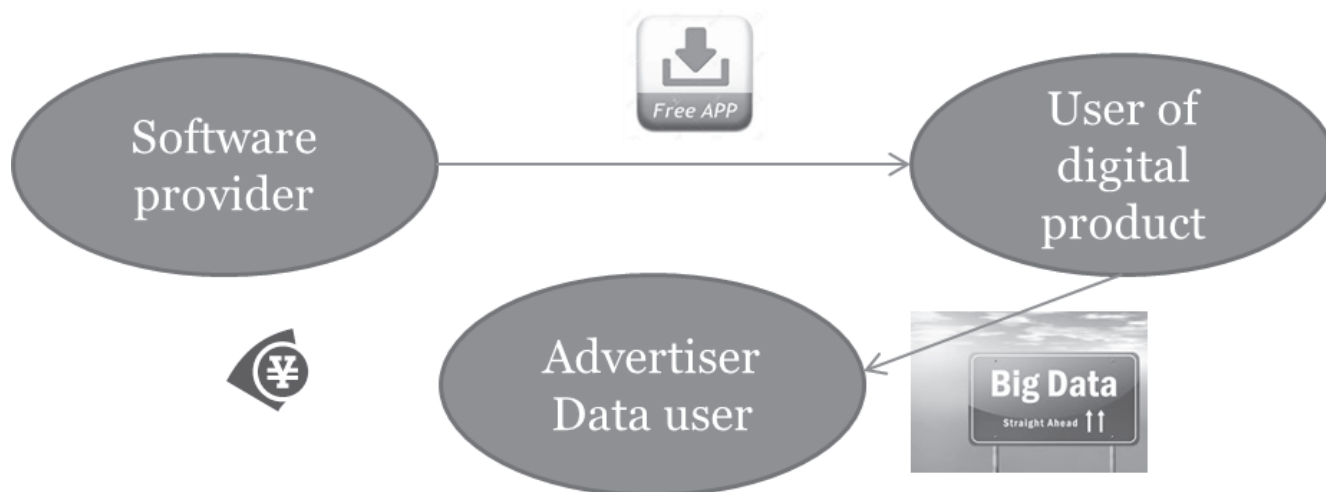 Free APP
Software
provider
User of
digital
product
Advertiser
Data user
¥
Big Data
Straight Ahead ↑↑